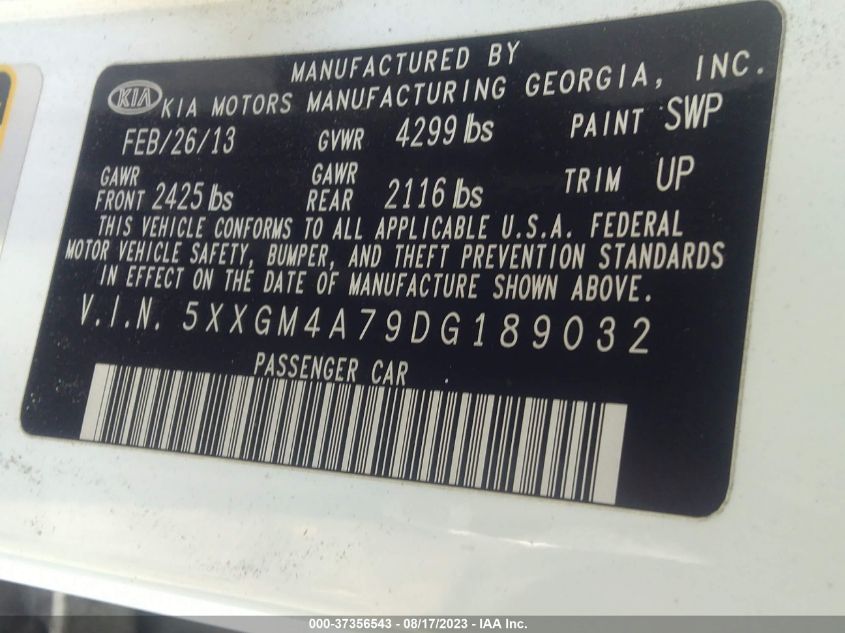 MANUFACTURED BY
KIA KIA MOTORS MANUFACTURING GEORGIA, INC.
FEB/26/13 GVWR 4299 lbs PAINT SWP
GAWR GAWR
FRONT 2425 lbs REAR 2116 lbs TRIM UP
THIS VEHICLE CONFORMS TO ALL APPLICABLE U.S.A. FEDERAL
MOTOR VEHICLE SAFETY, BUMPER, AND THEFT PREVENTION STANDARDS
IN EFFECT ON THE DATE OF MANUFACTURE SHOWN ABOVE.
V.I.N. 5XXGM4A79DG189032
PASSENGER CAR .
000-37356543 - 08/17/2023 - IAA Inc.